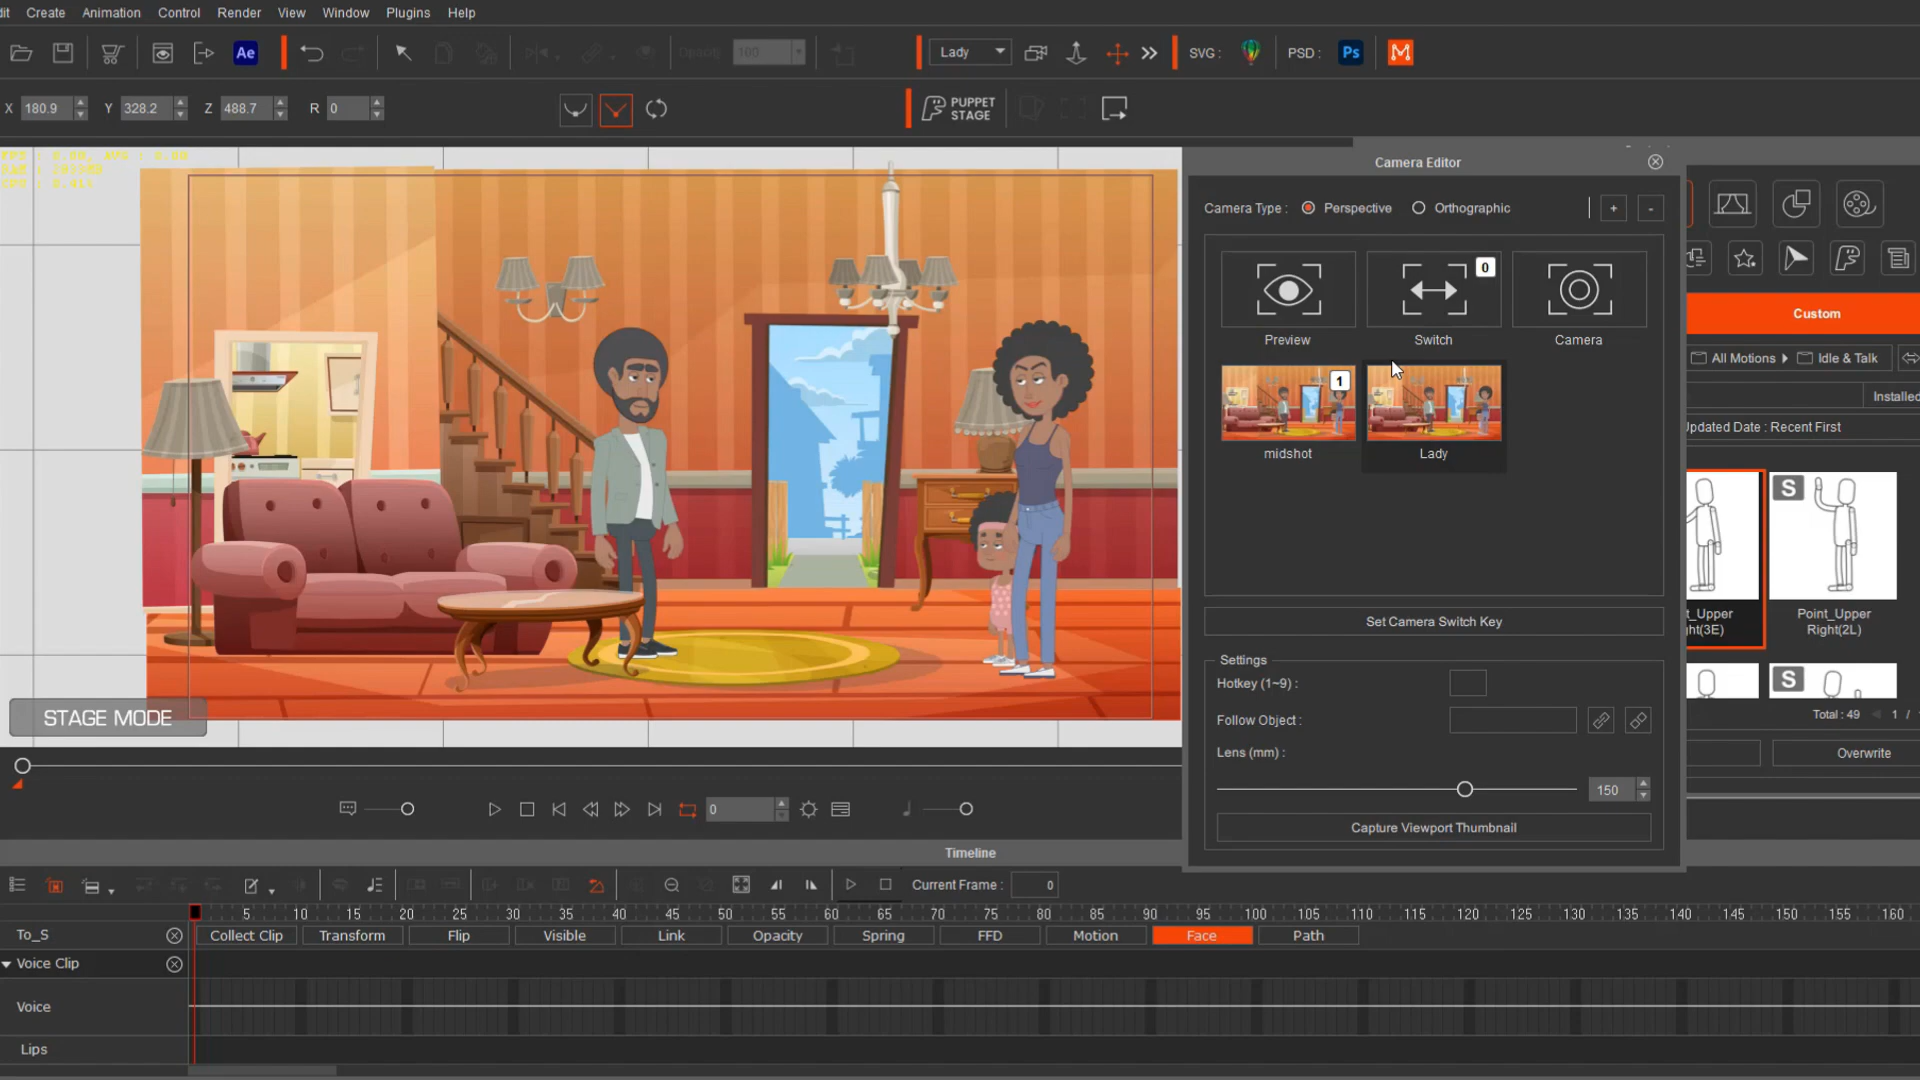 Create Animation Control Render View Window Plugins Help
Ae Opacity 100 Lady SVG : PSD : Ps
X 180.9 Y 328.2 Z 488.7 R 0 PUPPET STAGE
Camera Editor
Camera Type : Perspective Orthographic + -
0
Preview Switch Camera
1
midshot Lady
Set Camera Switch Key
Settings
Hotkey (1~9) :
Follow Object :
Lens (mm) :
150
Capture Viewport Thumbnail
Custom
All Motions Idle & Talk
Installed
Updated Date : Recent First
S
Point_Upper
Right(2L)
S
Total : 49 1 /
Overwrite
STAGE MODE
0
Timeline
Current Frame : 0
5 10 15 20 25 30 35 40 45 50 55 60 65 70 75 80 85 90 95 100 105 110 115 120 125 130 135 140 145 150 155 160
To_S Collect Clip Transform Flip Visible Link Opacity Spring FFD Motion Face Path
Voice Clip
Voice
Lips